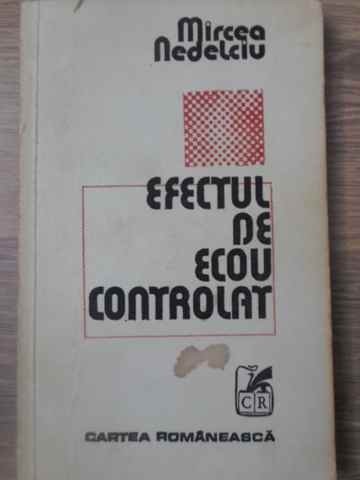 Mircea
Nedelciu
EFECTUL
DE
ECOU
CONTROLAT
CR
CARTEA ROMÂNEASCĂ